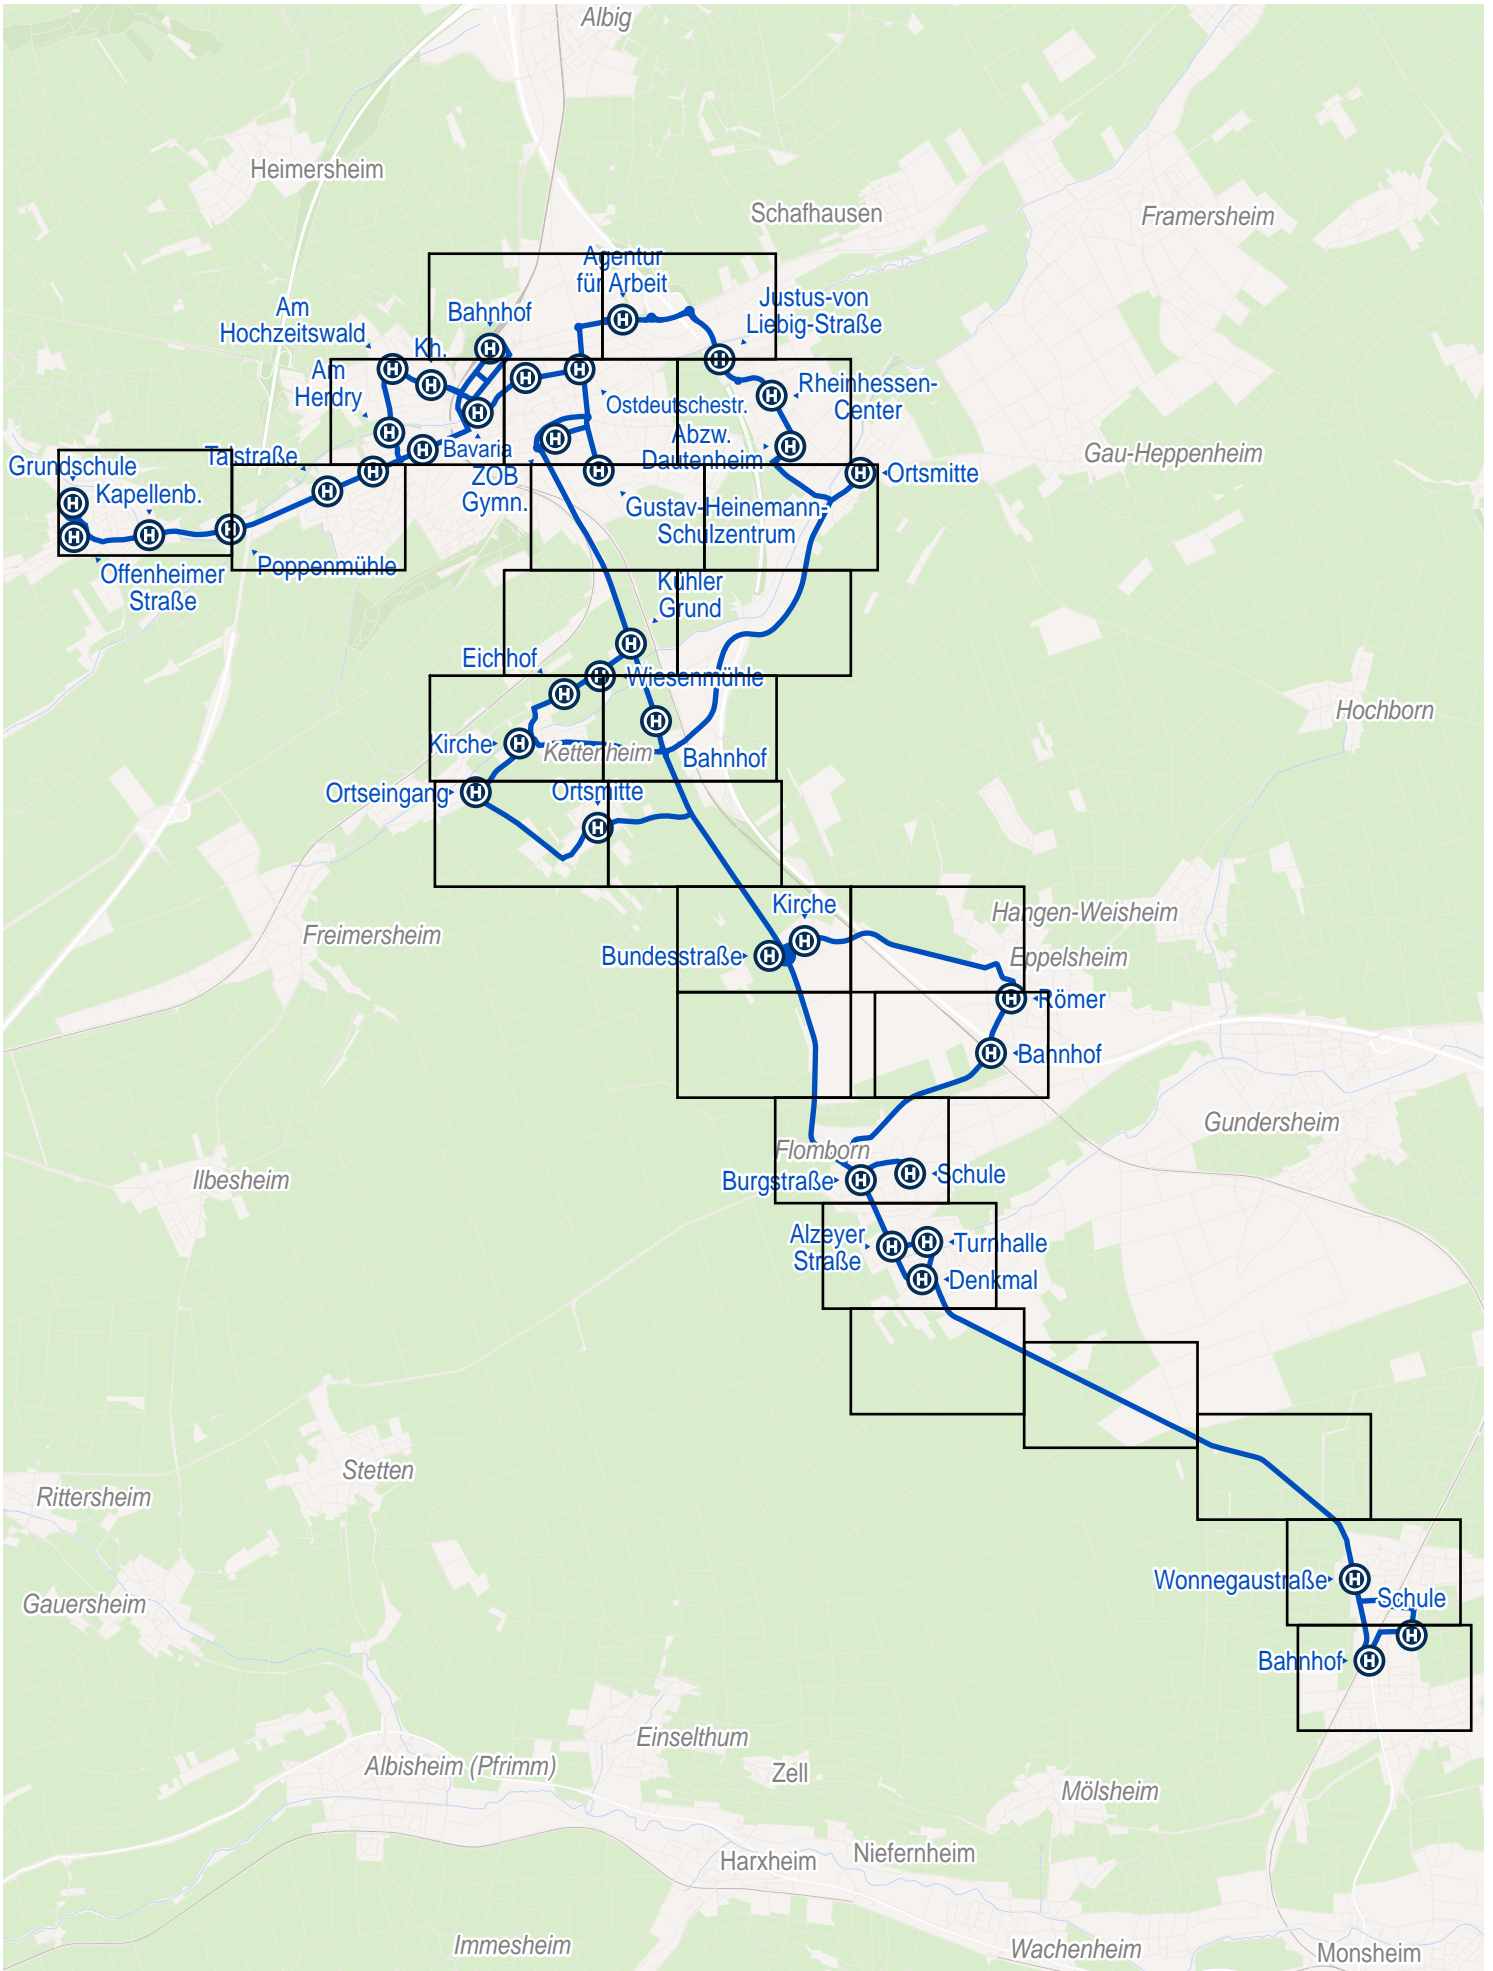 Albig
Heimersheim
Schafhausen
Framersheim
Agentur
für Arbeit
Am
Hochzeitswald
Bahnhof
Justus-von
Liebig-Straße
Kh.
Am
Herdry
Rheinhessen-
Center
Ostdeutschestr.
Bavaria
Abzw.
Dautenheim
Gau-Heppenheim
Talstraße
Grundschule
Kapellenb.
ZOB
Gymn.
Ortsmitte
Gustav-Heinemann-
Schulzentrum
Poppenmühle
Offenheimer
Straße
Kühler
Grund
Eichhof
Wiesenmühle
Hochborn
Kirche
Kettenheim
Bahnhof
Ortseingang
Ortsmitte
Kirche
Hangen-Weisheim
Freimersheim
Bundesstraße
Eppelsheim
Römer
Bahnhof
Gundersheim
Flomborn
Ilbesheim
Burgstraße
Schule
Alzeyer
Straße
Turnhalle
Denkmal
Stetten
Rittersheim
Wonnegaustraße
Schule
Gauersheim
Bahnhof
Einselthum
Albisheim (Pfrimm)
Zell
Mölsheim
Harxheim
Niefernheim
Immesheim
Wachenheim
Monsheim